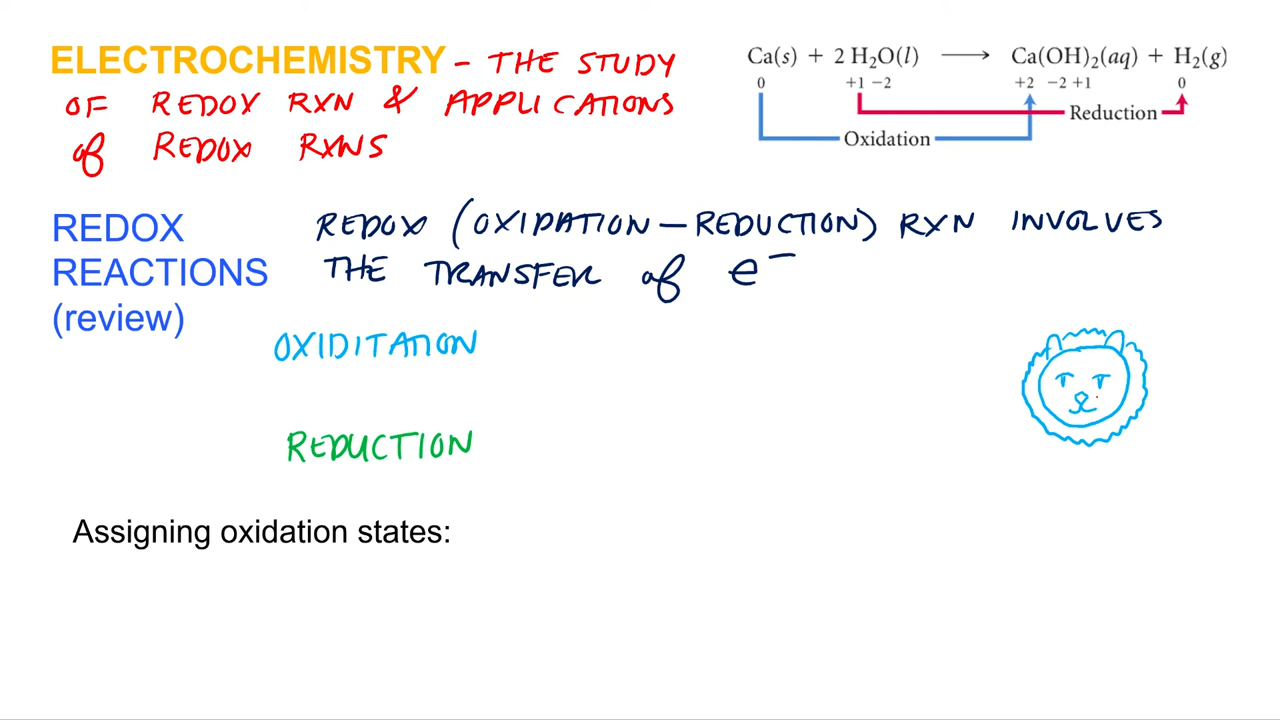 ELECTROCHEMISTRY - THE STUDY
OF REDOX RXN & APPLICATIONS
of REDOX RXNS
Ca(s) + 2 H₂O(l) ⟶ Ca(OH)₂(aq) + H₂(g)
0 +1 −2 +2 −2 +1 0
Reduction
Oxidation
REDOX
REACTIONS
(review)
REDOX (OXIDATION – REDUCTION) RXN INVOLVES
THE TRANSFER of e⁻
OXIDITATION
REDUCTION
Assigning oxidation states: